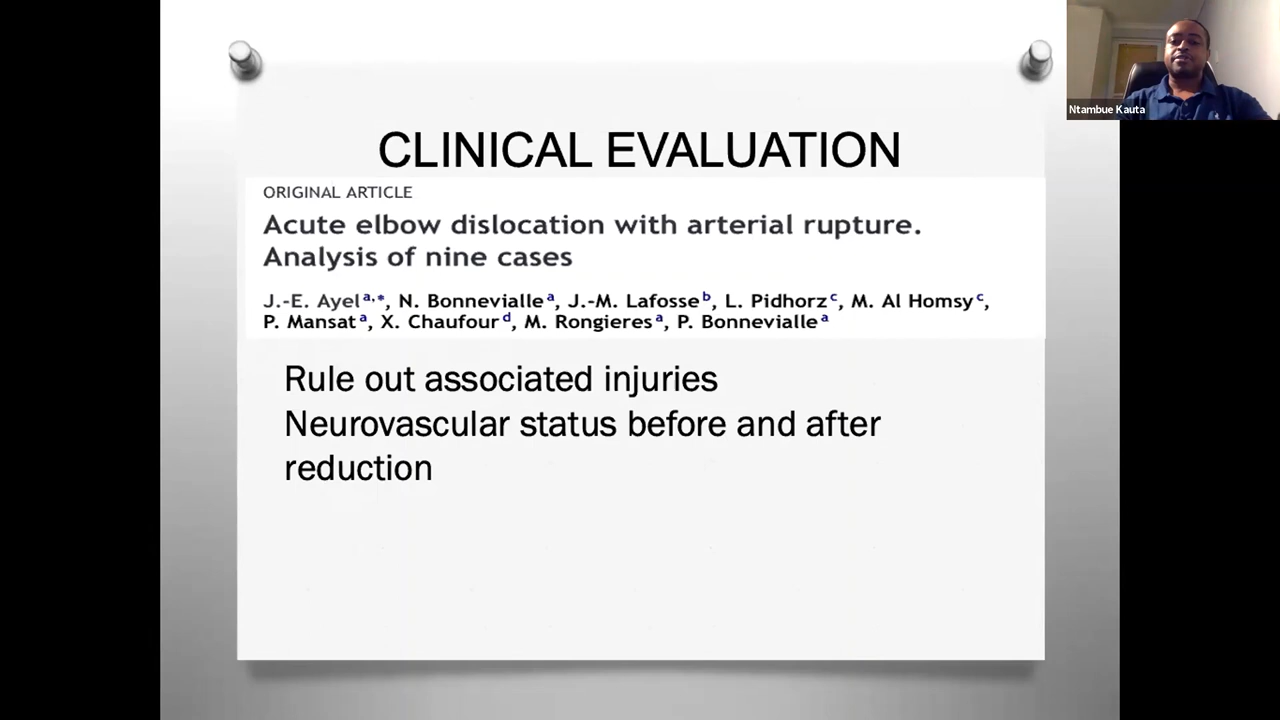 Ntambue Kauta
CLINICAL EVALUATION
ORIGINAL ARTICLE
Acute elbow dislocation with arterial rupture.
Analysis of nine cases
J.-E. Ayel a,*, N. Bonnevialle a, J.-M. Lafosse b, L. Pidhorz c, M. Al Homsy c,
P. Mansat a, X. Chaufour d, M. Rongieres a, P. Bonnevialle a
Rule out associated injuries
Neurovascular status before and after
reduction